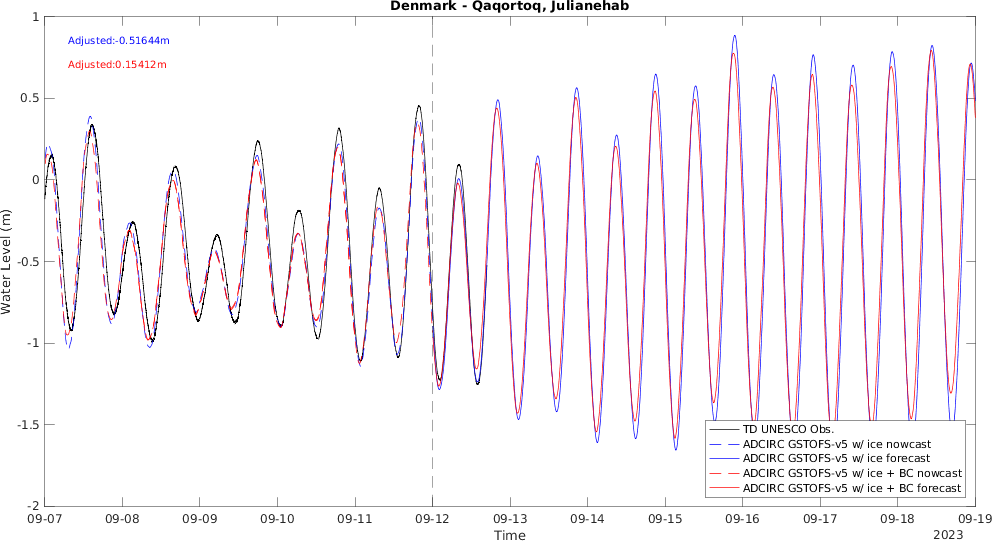 Denmark - Qaqortoq, Julianehab
Adjusted:-0.51644m
Adjusted:0.15412m
1
0.5
0
-0.5
-1
-1.5
-2
Water Level (m)
TD UNESCO Obs.
ADCIRC GSTOFS-v5 w/ ice nowcast
ADCIRC GSTOFS-v5 w/ ice forecast
ADCIRC GSTOFS-v5 w/ ice + BC nowcast
ADCIRC GSTOFS-v5 w/ ice + BC forecast
09-07 09-08 09-09 09-10 09-11 09-12 09-13 09-14 09-15 09-16 09-17 09-18 09-19
Time
2023